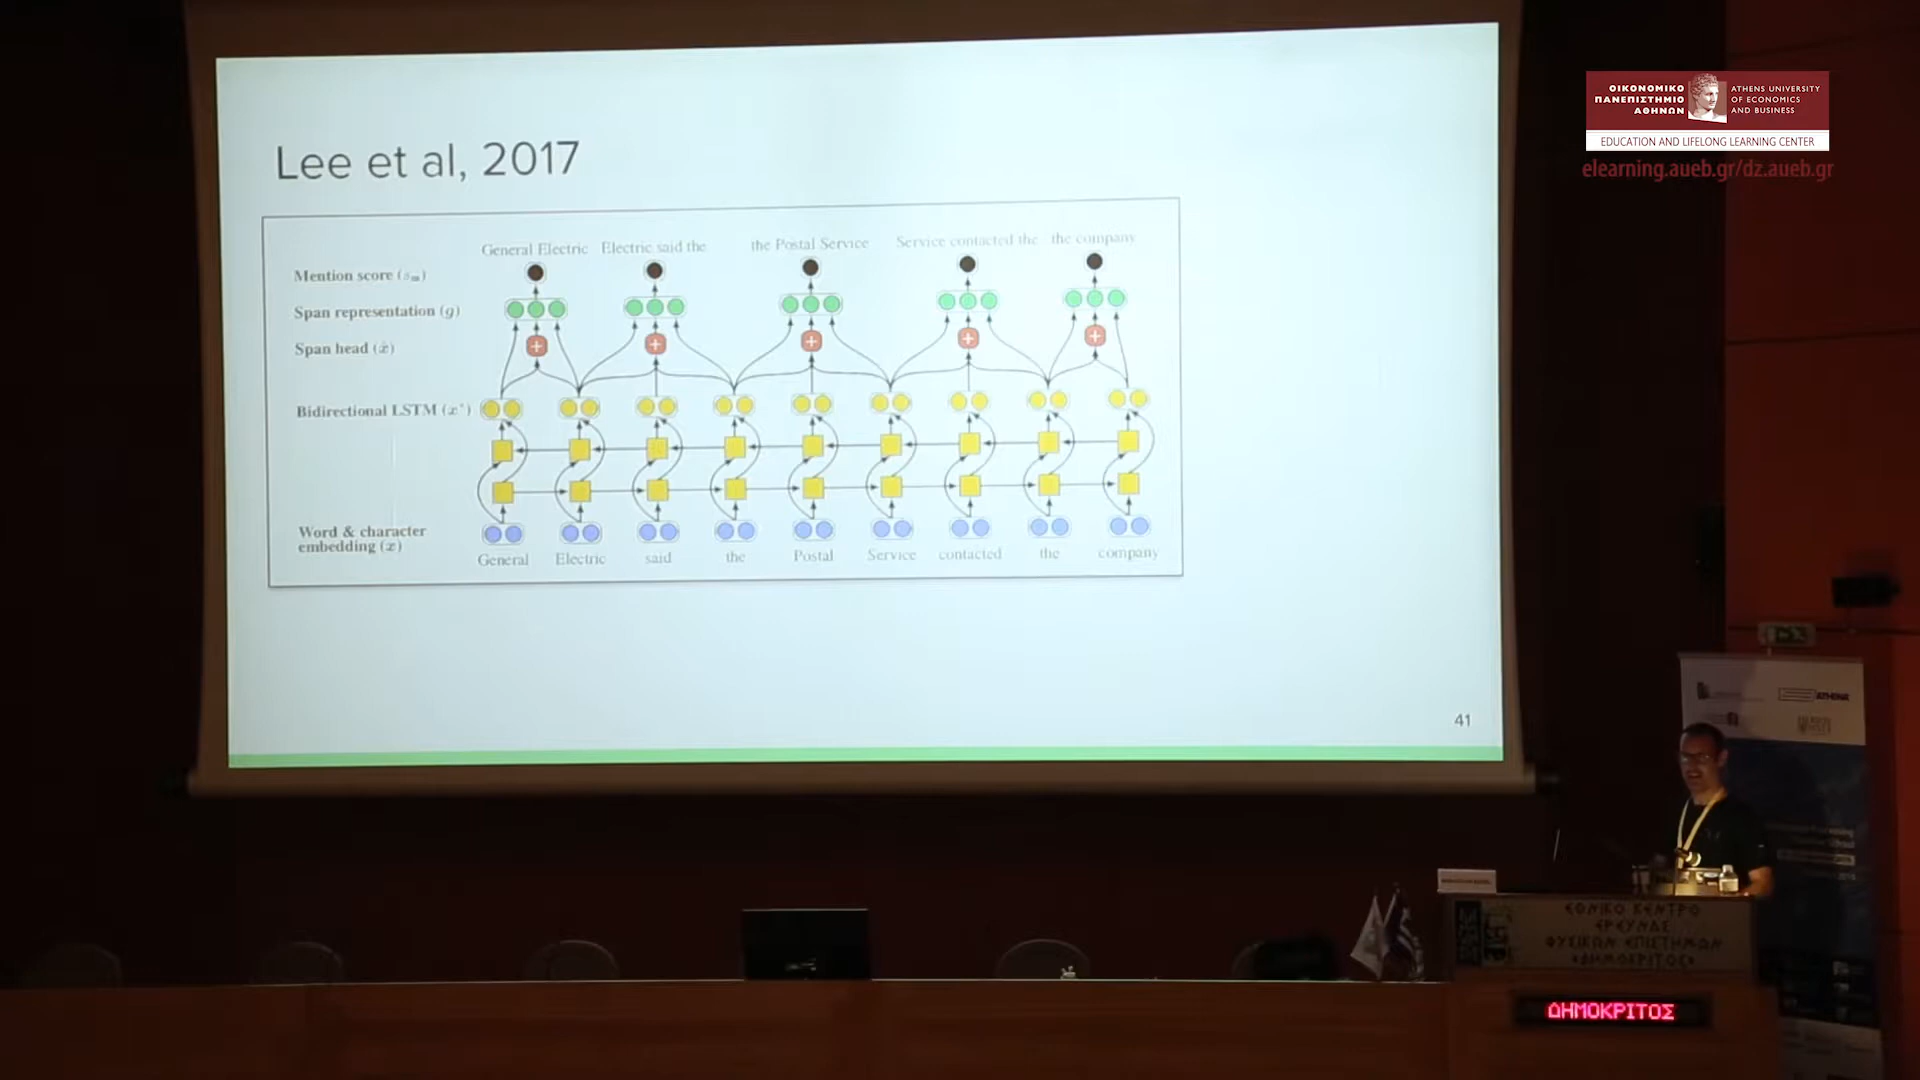 Lee et al, 2017
General Electric Electric said the the Postal Service Service contacted the the company
Mention score (sm)
Span representation (g)
Span head (x̂)
Bidirectional LSTM (x*)
Word & character
embedding (x)
General Electric said the Postal Service contacted the company
41
ΟΙΚΟΝΟΜΙΚΟ
ΠΑΝΕΠΙΣΤΗΜΙΟ
ΑΘΗΝΩΝ
ATHENS UNIVERSITY
OF ECONOMICS
AND BUSINESS
EDUCATION AND LIFELONG LEARNING CENTER
elearning.aueb.gr/dz.aueb.gr
ATHENA
ΕΘΝΙΚΟ ΚΕΝΤΡΟ
ΕΡΕΥΝΑΣ
ΦΥΣΙΚΩΝ ΕΠΙΣΤΗΜΩΝ
«ΔΗΜΟΚΡΙΤΟΣ»
ΔΗΜΟΚΡΙΤΟΣ